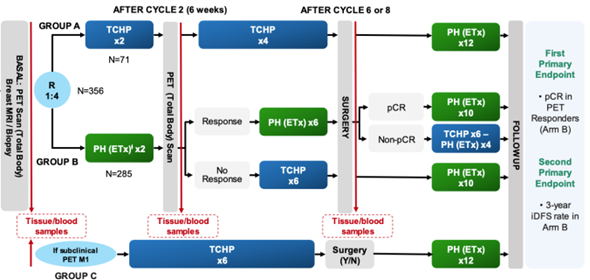 AFTER CYCLE 2 (6 weeks)
AFTER CYCLE 6 or 8
GROUP A
TCHP
x2
TCHP
x4
PH (ETx)
x12
N=71
BASAL: PET Scan (Total Body)
Breast MRI / Biopsy
R
1:4
N=356
PET (Total Body) Scan
SURGERY
FOLLOWUP
First
Primary
Endpoint
• pCR in
PET
Responders
(Arm B)
Second
Primary
Endpoint
• 3-year
iDFS rate in
Arm B
Response
PH (ETx) x6
pCR
PH (ETx)
x10
Non-pCR
TCHP x6 –
PH (ETx) x4
GROUP B
PH (ETx)ᶠ x2
N=285
No
Response
TCHP
x6
PH (ETx)
x10
Tissue/blood
samples
Tissue/blood
samples
Tissue/blood
samples
If subclinical
PET M1
TCHP
x6
Surgery
(Y/N)
PH (ETx)
x12
GROUP C